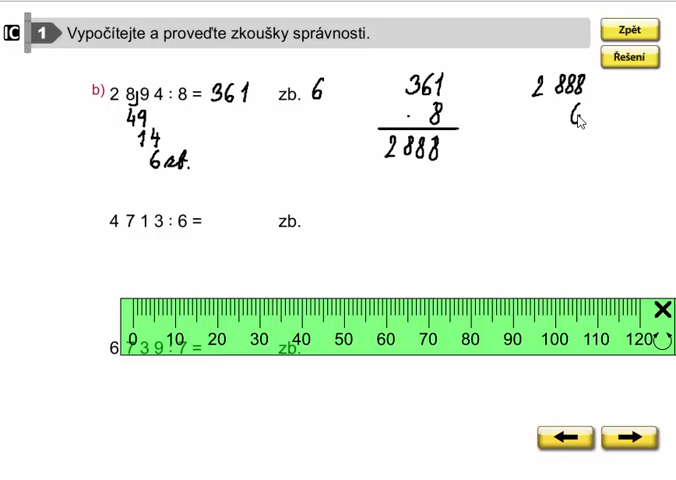 IC 1 Vypočítejte a proveďte zkoušky správnosti.
Zpět
Řešení
b) 2 8 9 4 : 8 = 361 zb. 6
49
14
6 zb.
361
. 8
2888
2 888
6
4 7 1 3 : 6 = zb.
0 10 20 30 40 50 60 70 80 90 100 110 120
6 7 3 9 : 7 = zb.